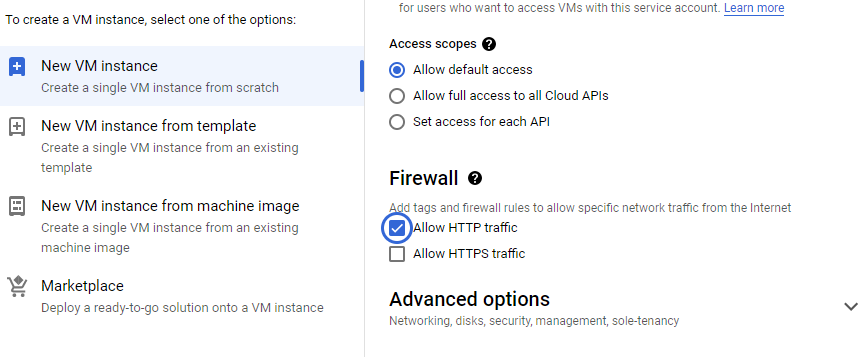 To create a VM instance, select one of the options:
New VM instance
Create a single VM instance from scratch
New VM instance from template
Create a single VM instance from an existing
template
New VM instance from machine image
Create a single VM instance from an existing
machine image
Marketplace
Deploy a ready-to-go solution onto a VM instance
for users who want to access VMs with this service account. Learn more
Access scopes ?
Allow default access
Allow full access to all Cloud APIs
Set access for each API
Firewall ?
Add tags and firewall rules to allow specific network traffic from the Internet
Allow HTTP traffic
Allow HTTPS traffic
Advanced options
Networking, disks, security, management, sole-tenancy